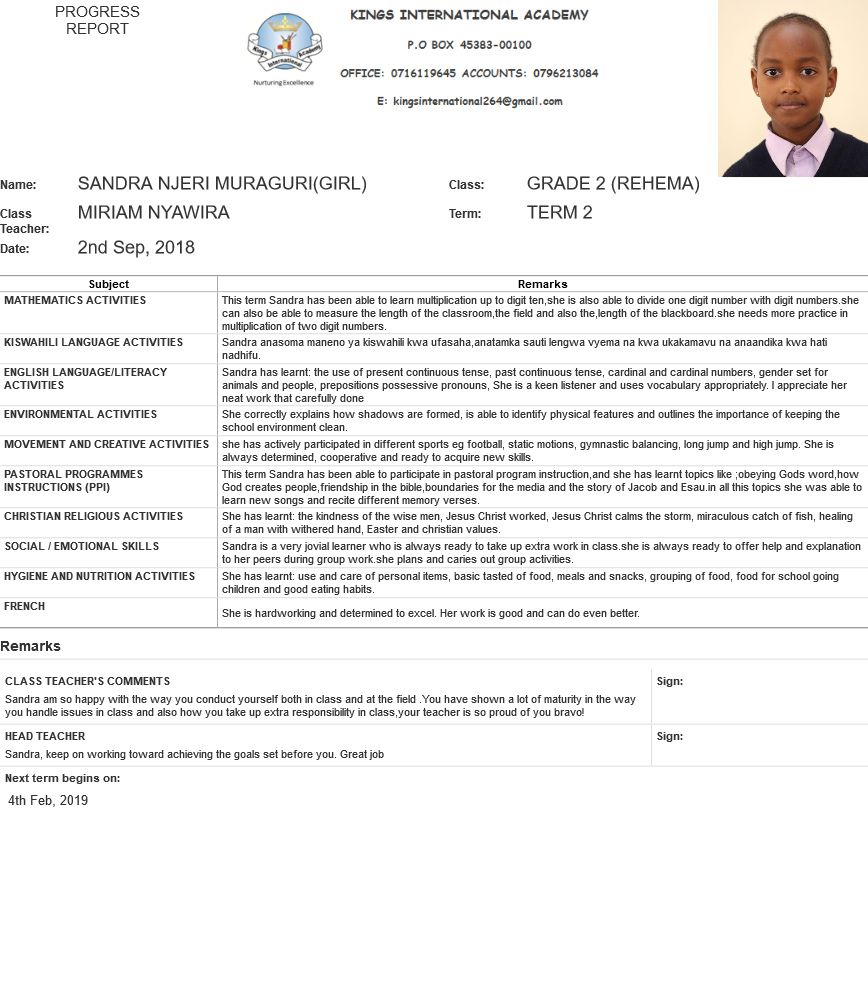 PROGRESS
REPORT
KINGS INTERNATIONAL ACADEMY
P.O BOX 45383-00100
OFFICE: 0716119645 ACCOUNTS: 0796213084
E: kingsinternational264@gmail.com
Kings International Academy
Nurturing Excellence
Name: SANDRA NJERI MURAGURI(GIRL) Class: GRADE 2 (REHEMA)
Class Teacher: MIRIAM NYAWIRA Term: TERM 2
Date: 2nd Sep, 2018
Subject Remarks
MATHEMATICS ACTIVITIES
This term Sandra has been able to learn multiplication up to digit ten,she is also able to divide one digit number with digit numbers.she
can also be able to measure the length of the classroom,the field and also the,length of the blackboard.she needs more practice in
multiplication of two digit numbers.
KISWAHILI LANGUAGE ACTIVITIES
Sandra anasoma maneno ya kiswahili kwa ufasaha,anatamka sauti lengwa vyema na kwa ukakamavu na anaandika kwa hati
nadhifu.
ENGLISH LANGUAGE/LITERACY
ACTIVITIES
Sandra has learnt: the use of present continuous tense, past continuous tense, cardinal and cardinal numbers, gender set for
animals and people, prepositions possessive pronouns, She is a keen listener and uses vocabulary appropriately. I appreciate her
neat work that carefully done
ENVIRONMENTAL ACTIVITIES
She correctly explains how shadows are formed, is able to identify physical features and outlines the importance of keeping the
school environment clean.
MOVEMENT AND CREATIVE ACTIVITIES
she has actively participated in different sports eg football, static motions, gymnastic balancing, long jump and high jump. She is
always determined, cooperative and ready to acquire new skills.
PASTORAL PROGRAMMES
INSTRUCTIONS (PPI)
This term Sandra has been able to participate in pastoral program instruction,and she has learnt topics like ;obeying Gods word,how
God creates people,friendship in the bible,boundaries for the media and the story of Jacob and Esau.in all this topics she was able to
learn new songs and recite different memory verses.
CHRISTIAN RELIGIOUS ACTIVITIES
She has learnt: the kindness of the wise men, Jesus Christ worked, Jesus Christ calms the storm, miraculous catch of fish, healing
of a man with withered hand, Easter and christian values.
SOCIAL / EMOTIONAL SKILLS
Sandra is a very jovial learner who is always ready to take up extra work in class.she is always ready to offer help and explanation
to her peers during group work.she plans and caries out group activities.
HYGIENE AND NUTRITION ACTIVITIES
She has learnt: use and care of personal items, basic tasted of food, meals and snacks, grouping of food, food for school going
children and good eating habits.
FRENCH
She is hardworking and determined to excel. Her work is good and can do even better.
Remarks
CLASS TEACHER'S COMMENTS
Sandra am so happy with the way you conduct yourself both in class and at the field .You have shown a lot of maturity in the way
you handle issues in class and also how you take up extra responsibility in class,your teacher is so proud of you bravo!
Sign:
HEAD TEACHER
Sandra, keep on working toward achieving the goals set before you. Great job
Sign:
Next term begins on:
4th Feb, 2019